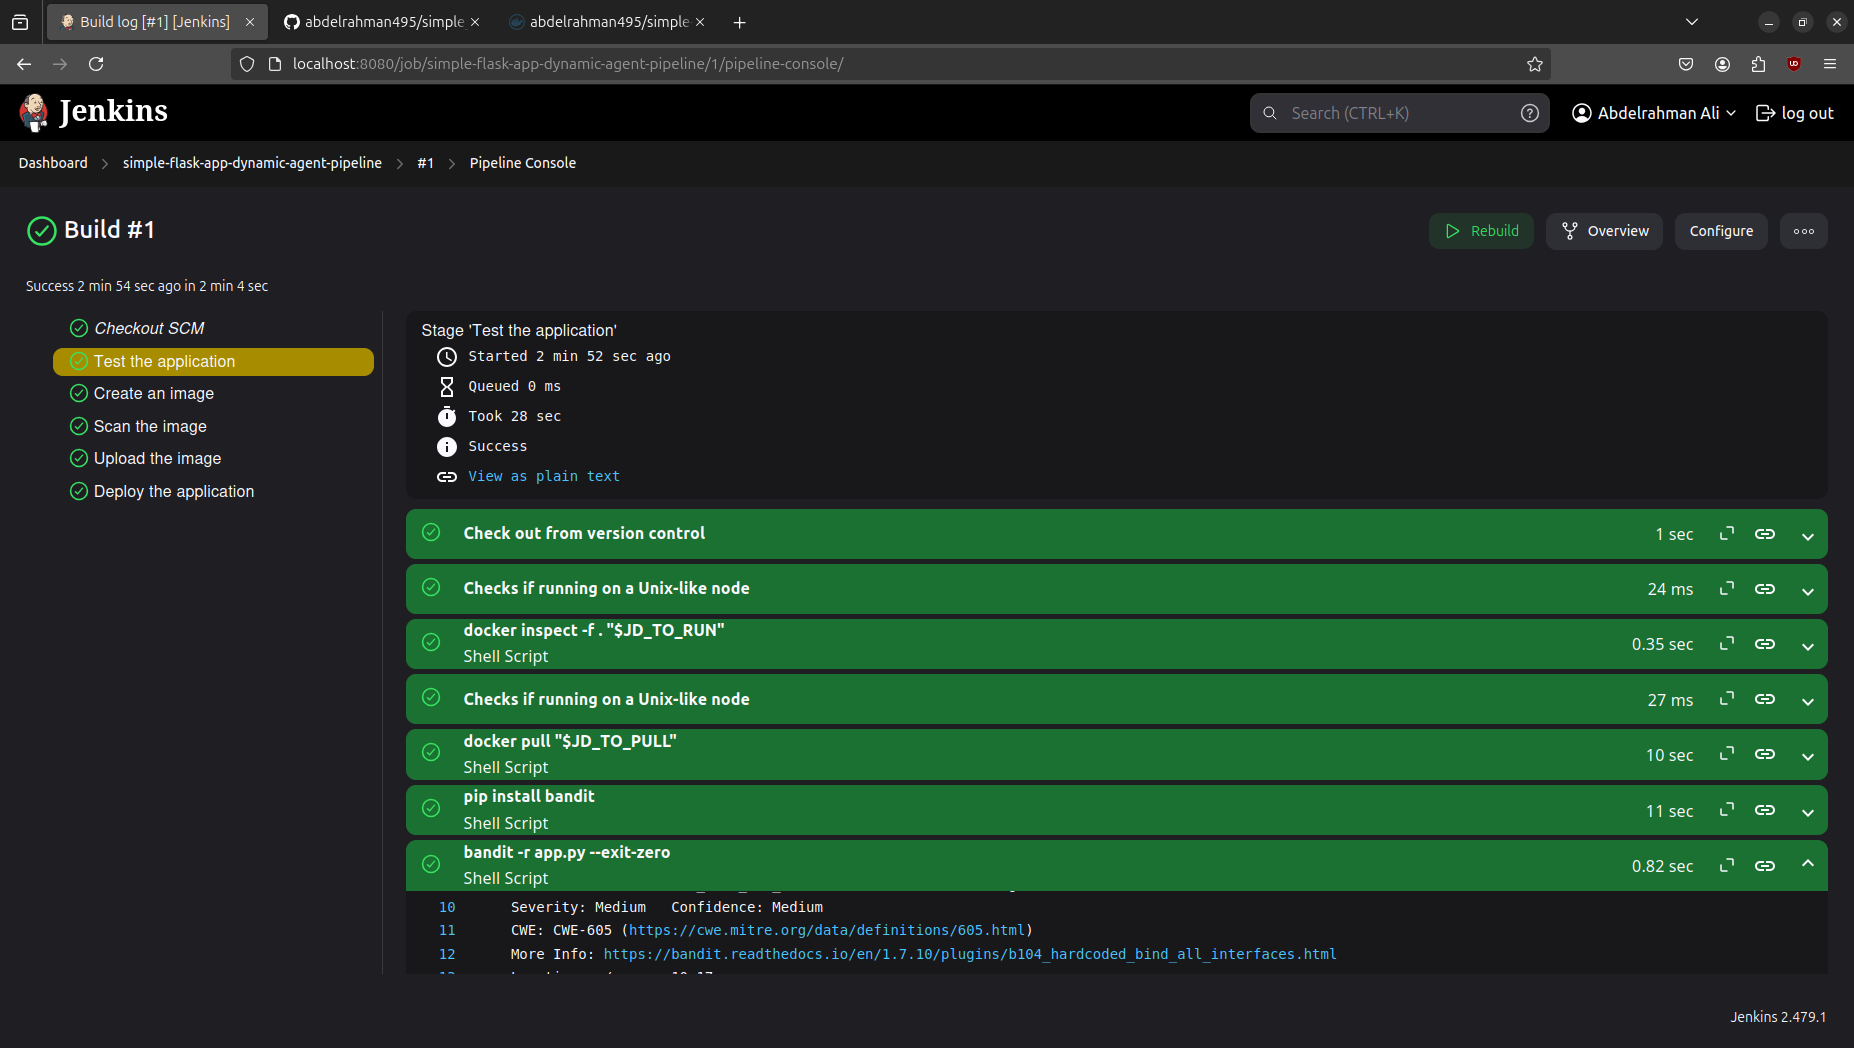 Build log [#1] [Jenkins]
abdelrahman495/simple
abdelrahman495/simple
localhost:8080/job/simple-flask-app-dynamic-agent-pipeline/1/pipeline-console/
Jenkins
Search (CTRL+K)
Abdelrahman Ali
log out
Dashboard
simple-flask-app-dynamic-agent-pipeline
#1
Pipeline Console
Build #1
Rebuild
Overview
Configure
Success 2 min 54 sec ago in 2 min 4 sec
Checkout SCM
Test the application
Create an image
Scan the image
Upload the image
Deploy the application
Stage 'Test the application'
Started 2 min 52 sec ago
Queued 0 ms
Took 28 sec
Success
View as plain text
Check out from version control
1 sec
Checks if running on a Unix-like node
24 ms
docker inspect -f . "$JD_TO_RUN"
Shell Script
0.35 sec
Checks if running on a Unix-like node
27 ms
docker pull "$JD_TO_PULL"
Shell Script
10 sec
pip install bandit
Shell Script
11 sec
bandit -r app.py --exit-zero
Shell Script
0.82 sec
10 Severity: Medium Confidence: Medium
11 CWE: CWE-605 (https://cwe.mitre.org/data/definitions/605.html)
12 More Info: https://bandit.readthedocs.io/en/1.7.10/plugins/b104_hardcoded_bind_all_interfaces.html
Jenkins 2.479.1